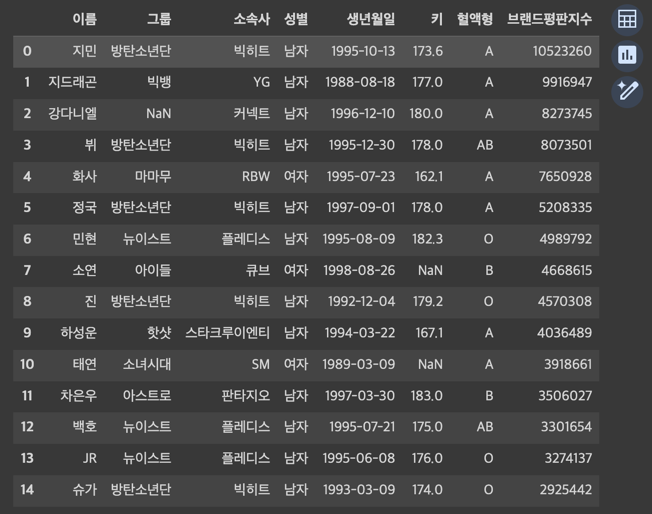 이름 그룹 소속사 성별 생년월일 키 혈액형 브랜드평판지수
0 지민 방탄소년단 빅히트 남자 1995-10-13 173.6 A 10523260
1 지드래곤 빅뱅 YG 남자 1988-08-18 177.0 A 9916947
2 강다니엘 NaN 커넥트 남자 1996-12-10 180.0 A 8273745
3 뷔 방탄소년단 빅히트 남자 1995-12-30 178.0 AB 8073501
4 화사 마마무 RBW 여자 1995-07-23 162.1 A 7650928
5 정국 방탄소년단 빅히트 남자 1997-09-01 178.0 A 5208335
6 민현 뉴이스트 플레디스 남자 1995-08-09 182.3 O 4989792
7 소연 아이들 큐브 여자 1998-08-26 NaN B 4668615
8 진 방탄소년단 빅히트 남자 1992-12-04 179.2 O 4570308
9 하성운 핫샷 스타크루이엔티 남자 1994-03-22 167.1 A 4036489
10 태연 소녀시대 SM 여자 1989-03-09 NaN A 3918661
11 차은우 아스트로 판타지오 남자 1997-03-30 183.0 B 3506027
12 백호 뉴이스트 플레디스 남자 1995-07-21 175.0 AB 3301654
13 JR 뉴이스트 플레디스 남자 1995-06-08 176.0 O 3274137
14 슈가 방탄소년단 빅히트 남자 1993-03-09 174.0 O 2925442